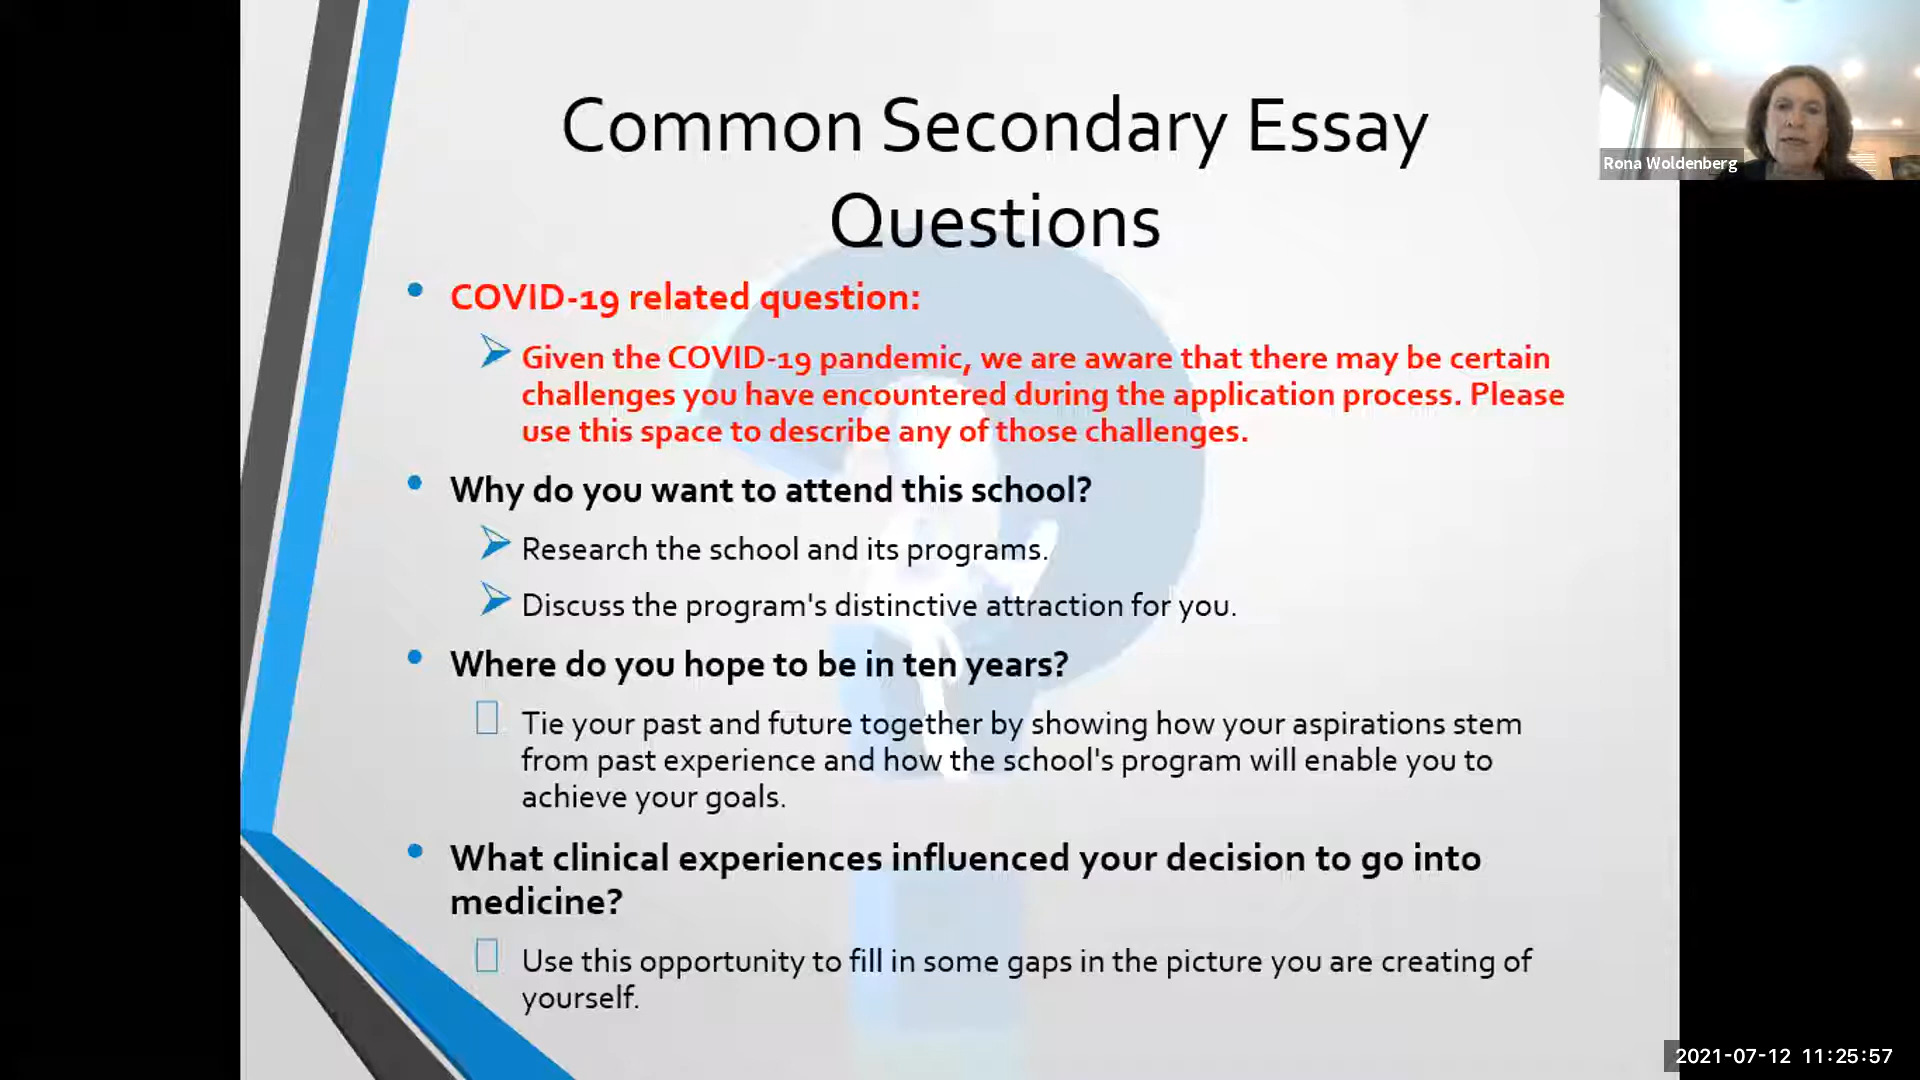 Common Secondary Essay
Questions
Rona Woldenberg
• COVID-19 related question:
➢ Given the COVID-19 pandemic, we are aware that there may be certain
challenges you have encountered during the application process. Please
use this space to describe any of those challenges.
• Why do you want to attend this school?
➢ Research the school and its programs.
➢ Discuss the program's distinctive attraction for you.
• Where do you hope to be in ten years?
Tie your past and future together by showing how your aspirations stem
from past experience and how the school's program will enable you to
achieve your goals.
• What clinical experiences influenced your decision to go into
medicine?
Use this opportunity to fill in some gaps in the picture you are creating of
yourself.
2021-07-12 11:25:57